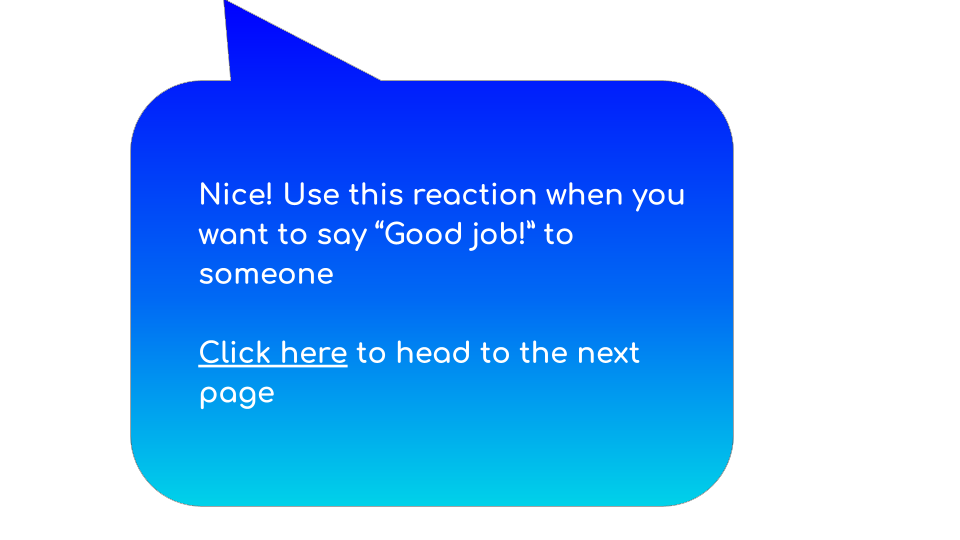 Nice! Use this reaction when you
want to say “Good job!” to
someone
Click here to head to the next
page